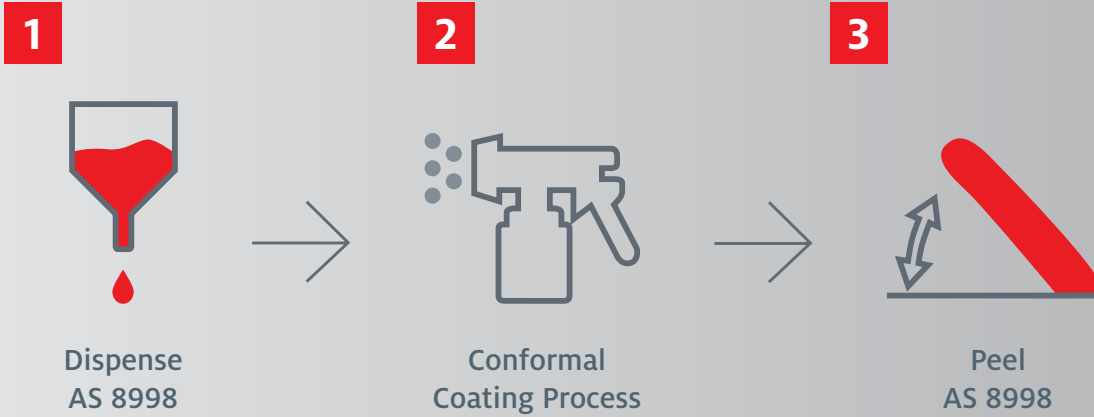 1
2
3
Dispense
AS 8998
Conformal
Coating Process
Peel
AS 8998